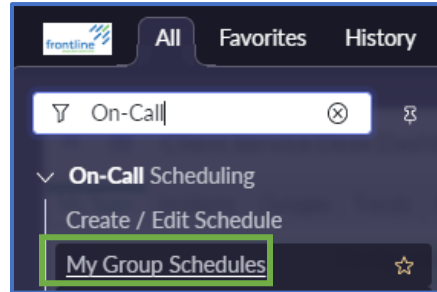 frontline All Favorites History
On-Call
On-Call Scheduling
Create / Edit Schedule
My Group Schedules